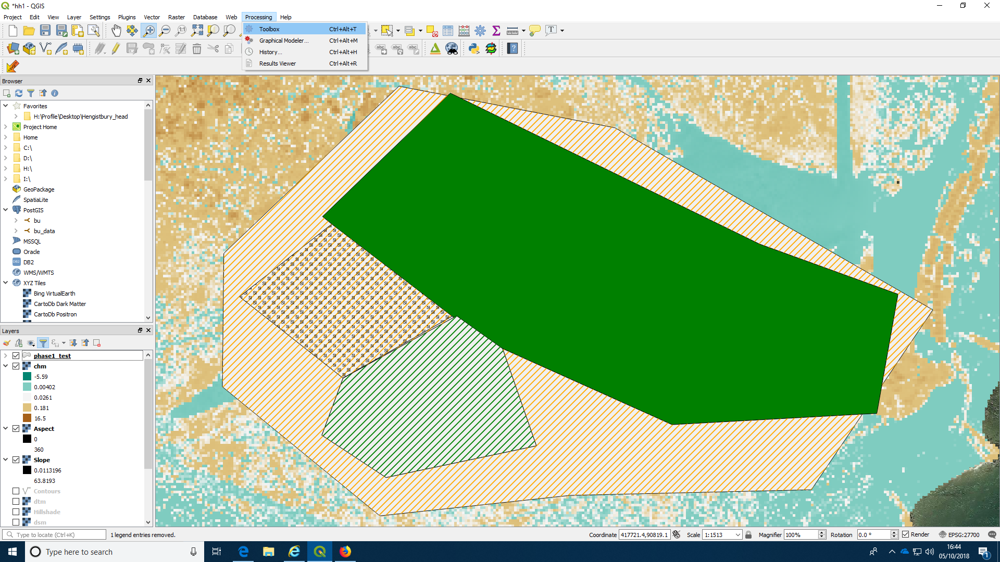 *hh1 - QGIS
Project Edit View Layer Settings Plugins Vector Raster Database Web Processing Help
Toolbox Ctrl+Alt+T
Graphical Modeler... Ctrl+Alt+M
History... Ctrl+Alt+H
Results Viewer Ctrl+Alt+R
Browser
Favorites
H:\Profile\Desktop\Hengistbury_head
Project Home
Home
C:\
D:\
H:\
I:\
GeoPackage
SpatiaLite
PostGIS
bu
bu_data
MSSQL
Oracle
DB2
WMS/WMTS
XYZ Tiles
Bing VirtualEarth
CartoDb Dark Matter
CartoDb Positron
Layers
phase1_test
chm
-5.59
0.00402
0.0261
0.181
16.5
Aspect
0
360
Slope
0.0113196
63.8193
Contours
dtm
Hillshade
dsm
Type to locate (Ctrl+K) 1 legend entries removed. Coordinate 417721.4,90819.1 Scale 1:1513 Magnifier 100% Rotation 0.0 ° Render EPSG:27700
Type here to search
16:44
05/10/2018
1